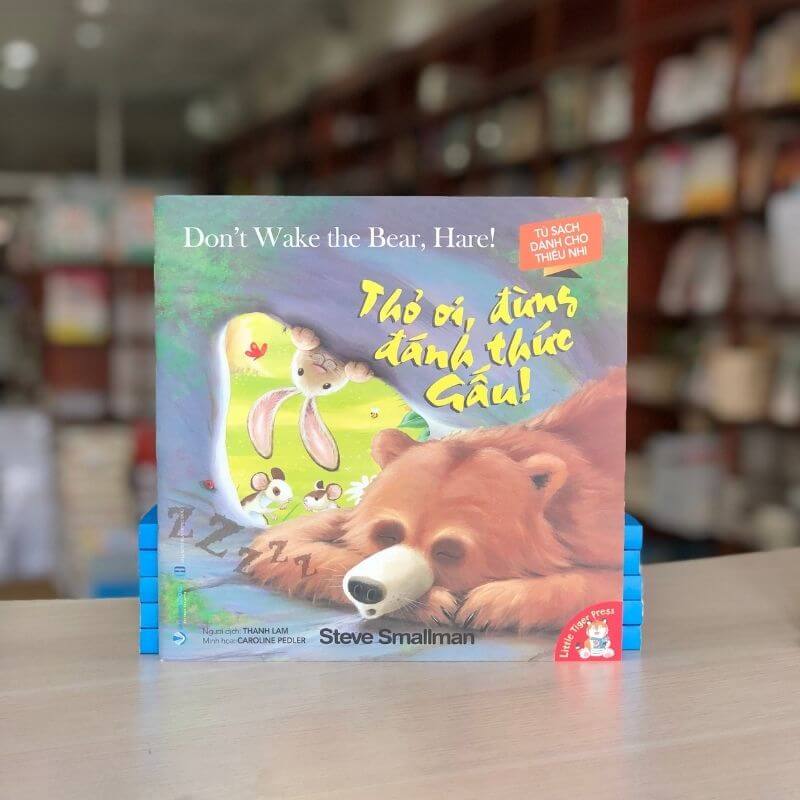 Don't Wake the Bear, Hare!
TỦ SÁCH
DÀNH CHO
THIẾU NHI
Thỏ ơi, đừng
đánh thức
Gấu!
ZZZZZ
Người dịch: THANH LAM
Minh họa: CAROLINE PEDLER
Steve Smallman
Little Tiger Press